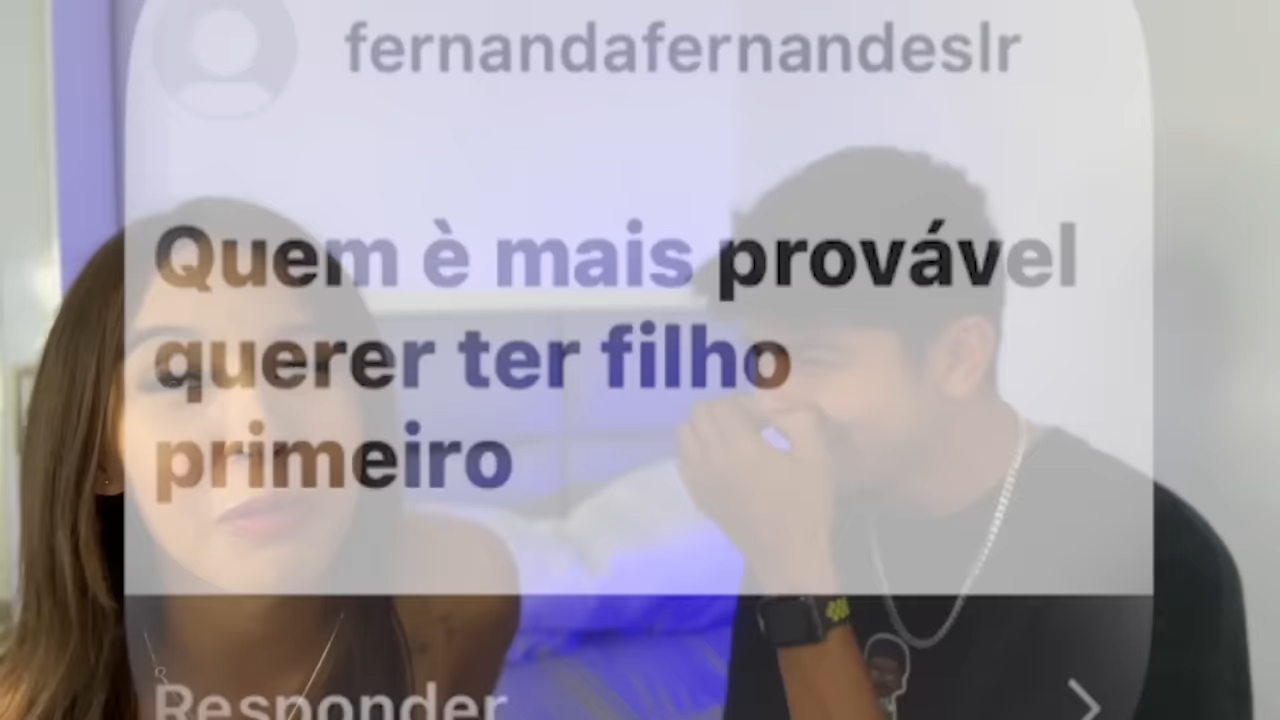 fernandafernandeslr
Quem è mais provável
querer ter filho
primeiro
Responder